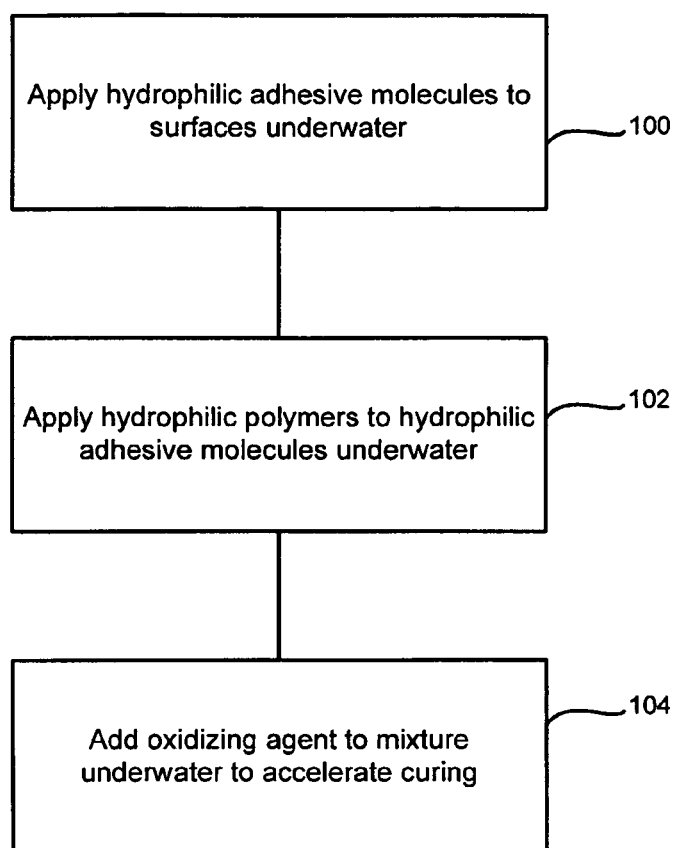 Apply hydrophilic adhesive molecules to
surfaces underwater
100
Apply hydrophilic polymers to hydrophilic
adhesive molecules underwater
102
Add oxidizing agent to mixture
underwater to accelerate curing
104